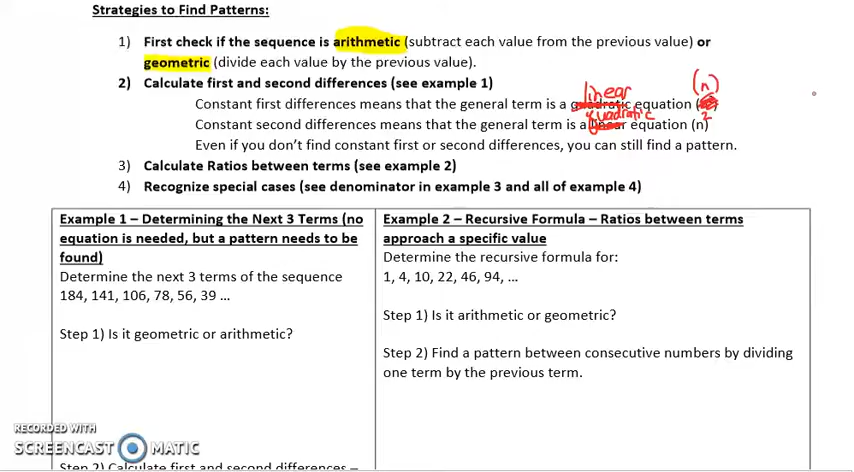 Strategies to Find Patterns:
1) First check if the sequence is arithmetic (subtract each value from the previous value) or
geometric (divide each value by the previous value).
2) Calculate first and second differences (see example 1)
linear (n)
Constant first differences means that the general term is a quadratic equation
quadratic 2
Constant second differences means that the general term is a linear equation (n)
Even if you don't find constant first or second differences, you can still find a pattern.
3) Calculate Ratios between terms (see example 2)
4) Recognize special cases (see denominator in example 3 and all of example 4)
Example 1 – Determining the Next 3 Terms (no
equation is needed, but a pattern needs to be
found)
Determine the next 3 terms of the sequence
184, 141, 106, 78, 56, 39 ...
Step 1) Is it geometric or arithmetic?
Step 2) Calculate first and second differences –
Example 2 – Recursive Formula – Ratios between terms
approach a specific value
Determine the recursive formula for:
1, 4, 10, 22, 46, 94, ...
Step 1) Is it arithmetic or geometric?
Step 2) Find a pattern between consecutive numbers by dividing
one term by the previous term.
RECORDED WITH
SCREENCAST MATIC